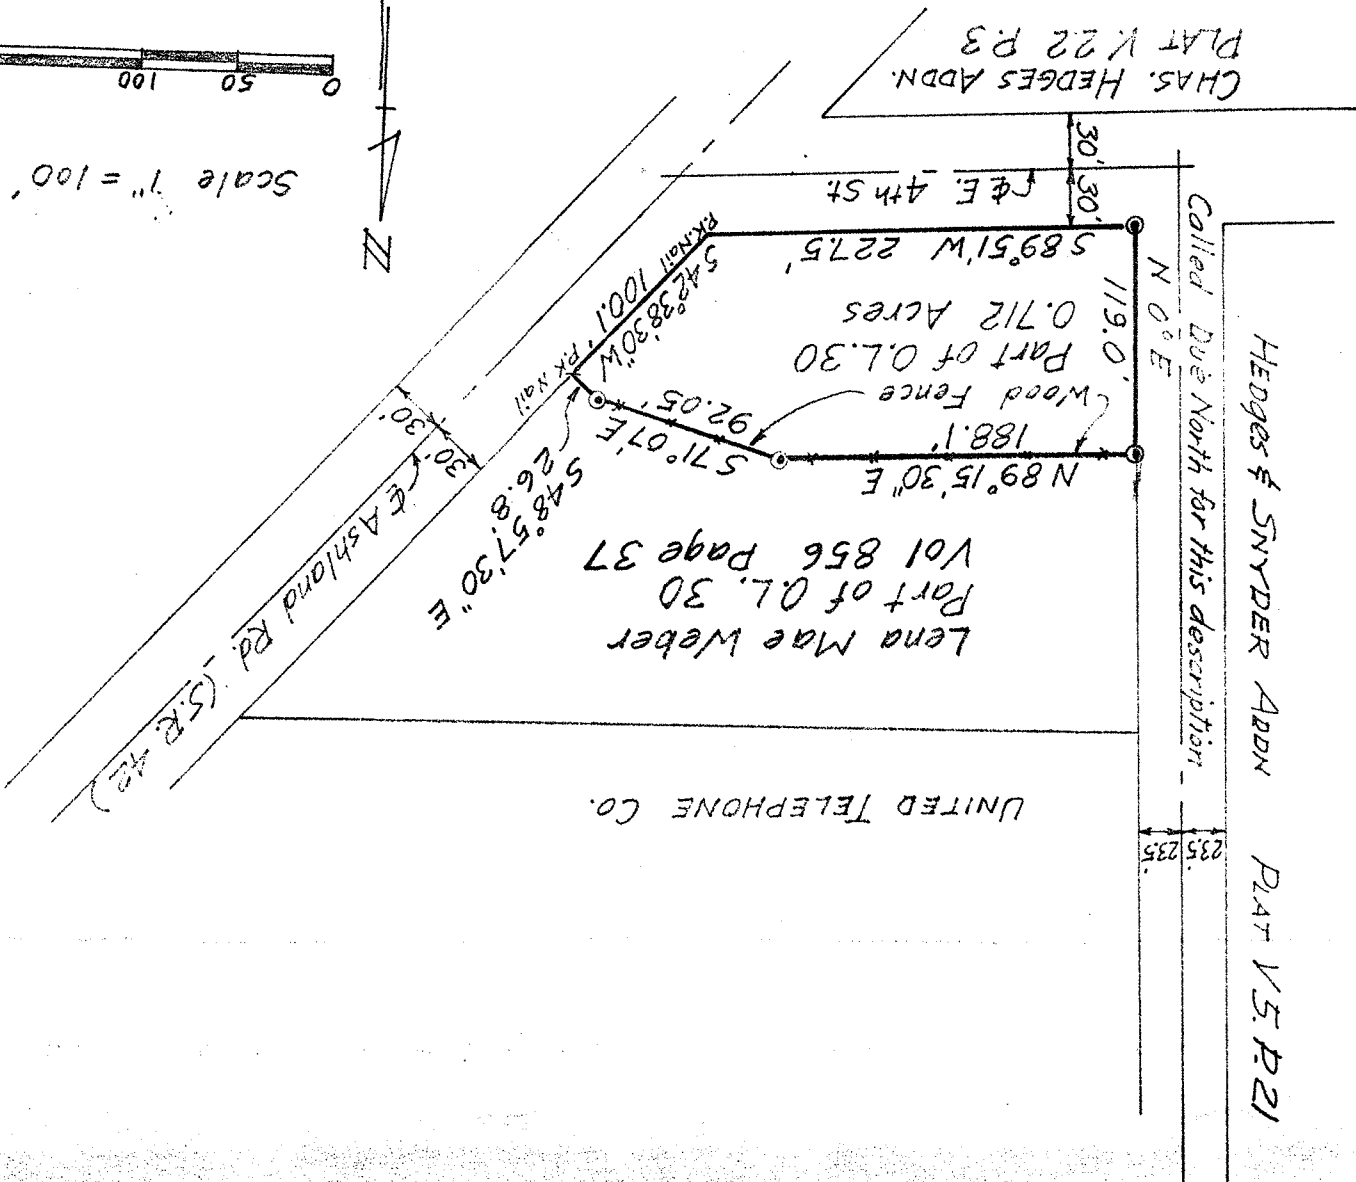 HEDGES & SNYDER ADDN PLAT V.5. P.21
23.5'
23.5'
Called Due North for this description
UNITED TELEPHONE CO.
Lena Mae Weber
Part of O.L. 30
Vol 856 Page 37
₵ Ashland Rd. (S.R. 42)
30'
30'
N 89°15'30" E
188.1'
Wood Fence
S 71° 07' E
92.05'
S 48° 57' 30" E
26.8'
P.K. Nail
S 42°38'30" W
100.1'
P.K. Nail
N 0° E
119.0'
Part of O.L. 30
0.712 Acres
S 89°51' W 227.5'
₵ E. 4th St.
30'
30'
CHAS. HEDGES ADDN.
PLAT V. 22 P.3
N
Scale 1" = 100'
0 50 100